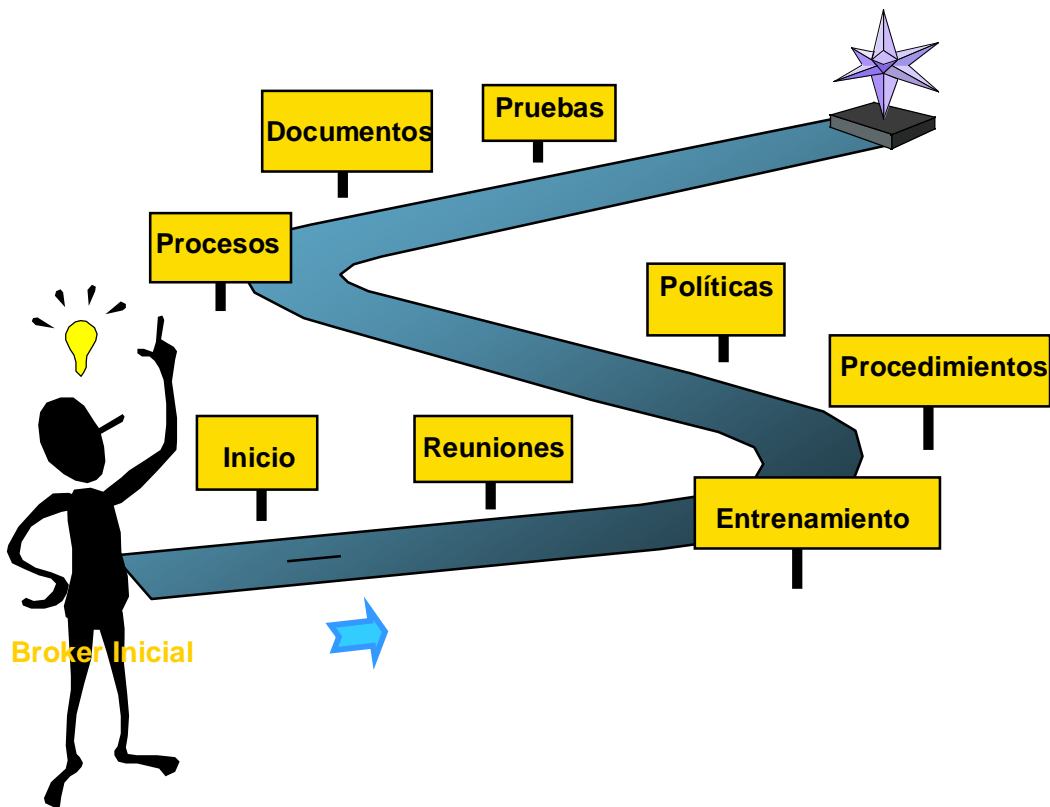 Pruebas
Documentos
Procesos
Políticas
Procedimientos
Inicio
Reuniones
Entrenamiento
Broker Inicial